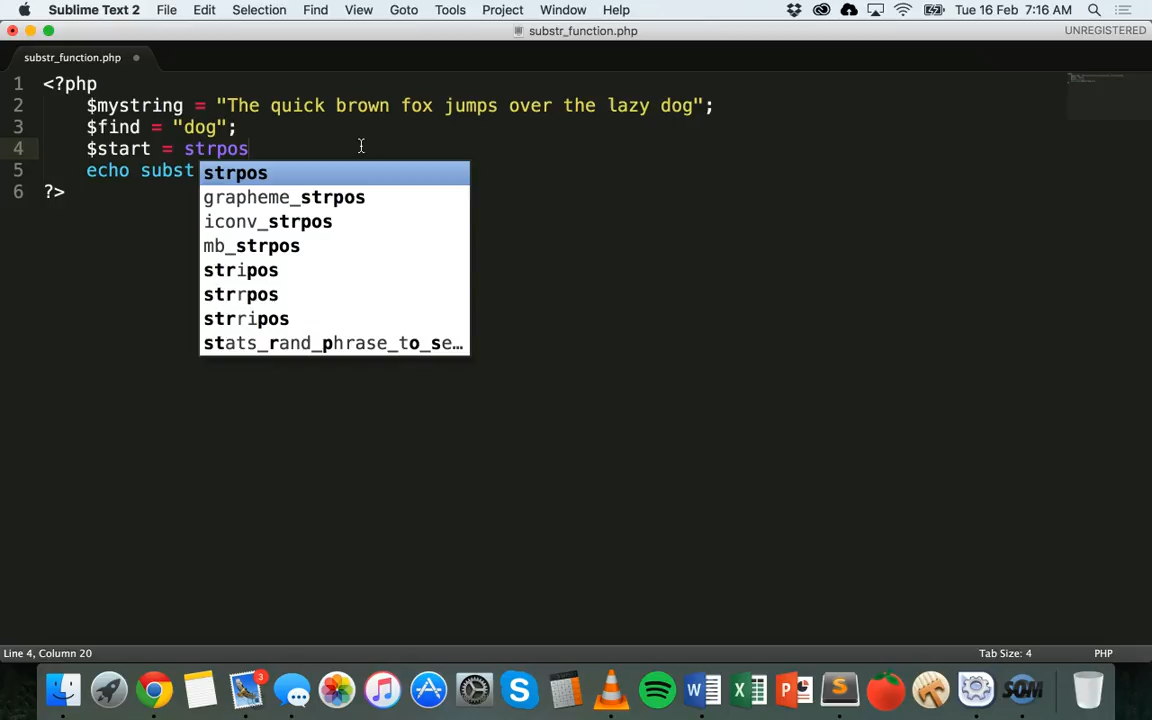 Sublime Text 2 File Edit Selection Find View Goto Tools Project Window Help Tue 16 Feb 7:16 AM
substr_function.php UNREGISTERED
substr_function.php
1 <?php
2 $mystring = "The quick brown fox jumps over the lazy dog";
3 $find = "dog";
4 $start = strpos
5 echo subst
6 ?>
strpos
grapheme_strpos
iconv_strpos
mb_strpos
stripos
strrpos
strripos
stats_rand_phrase_to_se…
Line 4, Column 20 Tab Size: 4 PHP
3
SOM